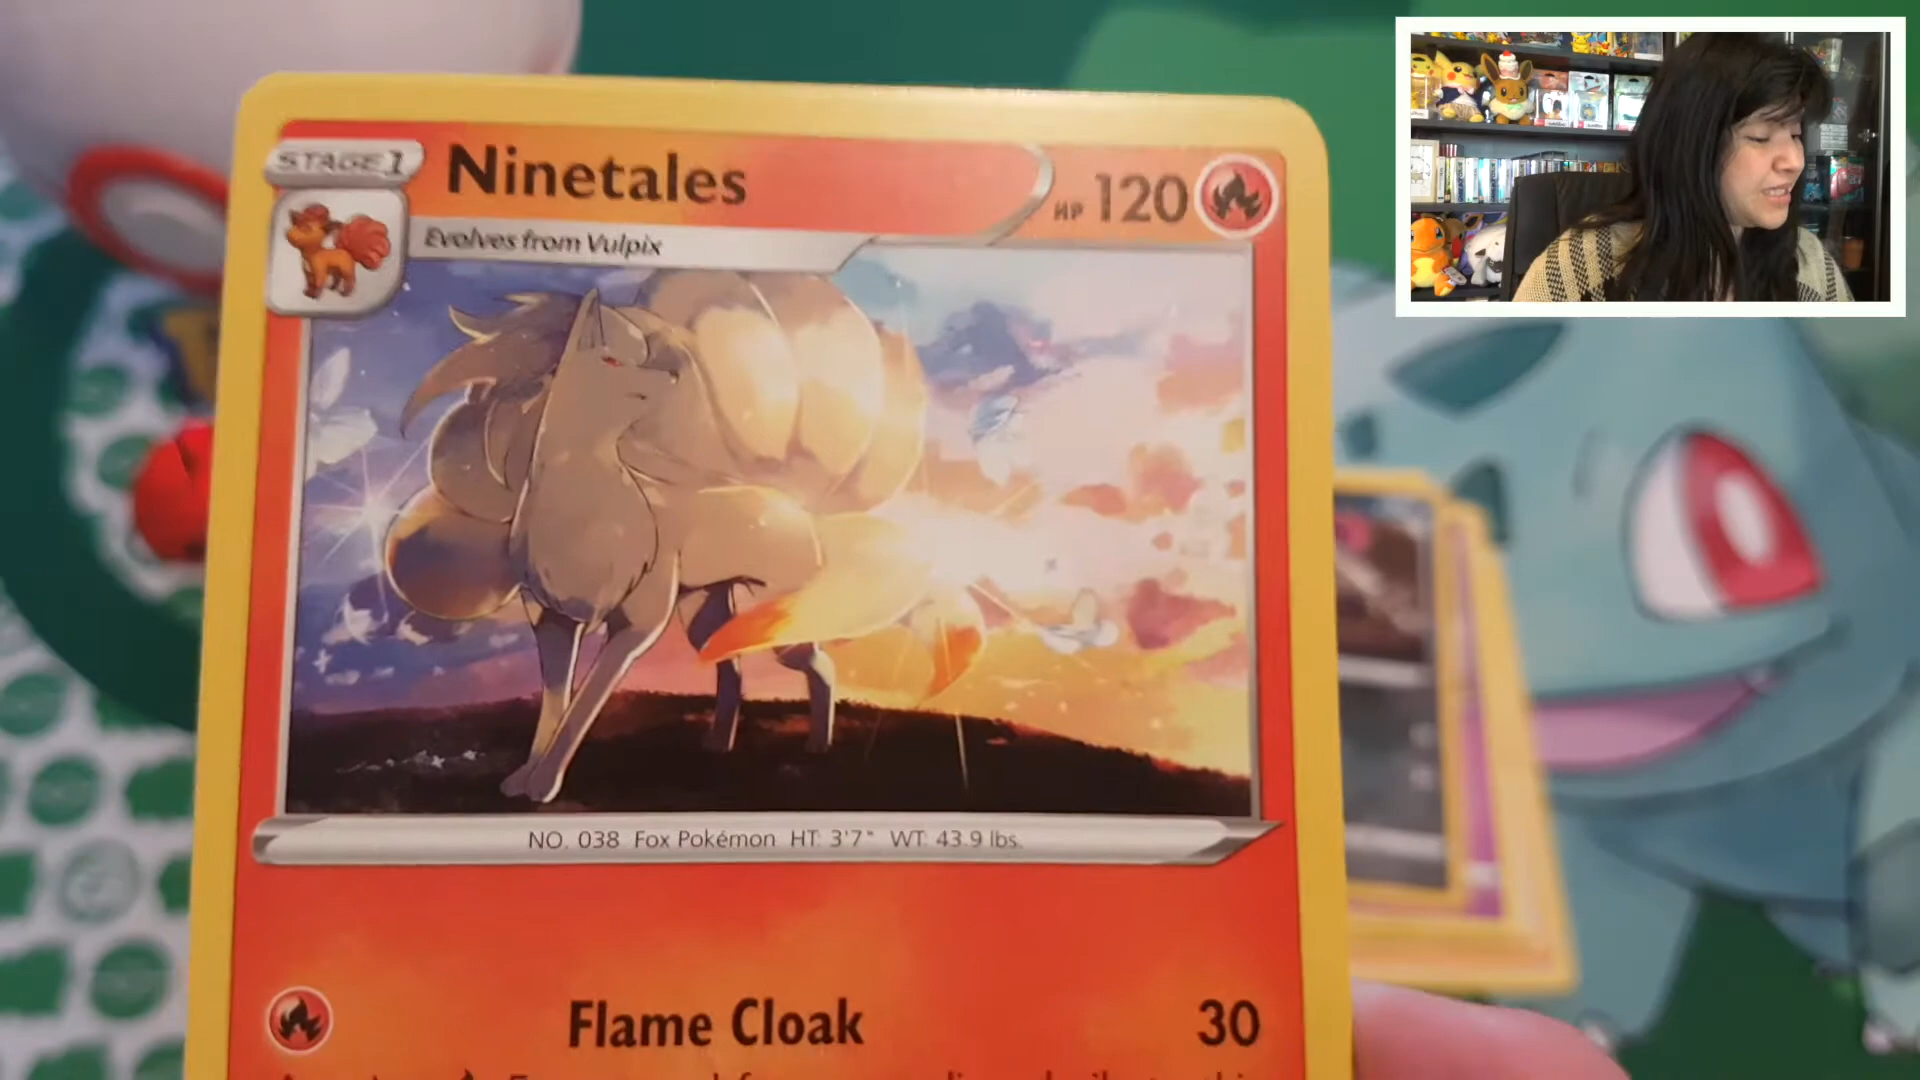 STAGE 1
Ninetales
HP 120
Evolves from Vulpix
NO. 038 Fox Pokémon HT: 3'7" WT: 43.9 lbs.
Flame Cloak 30